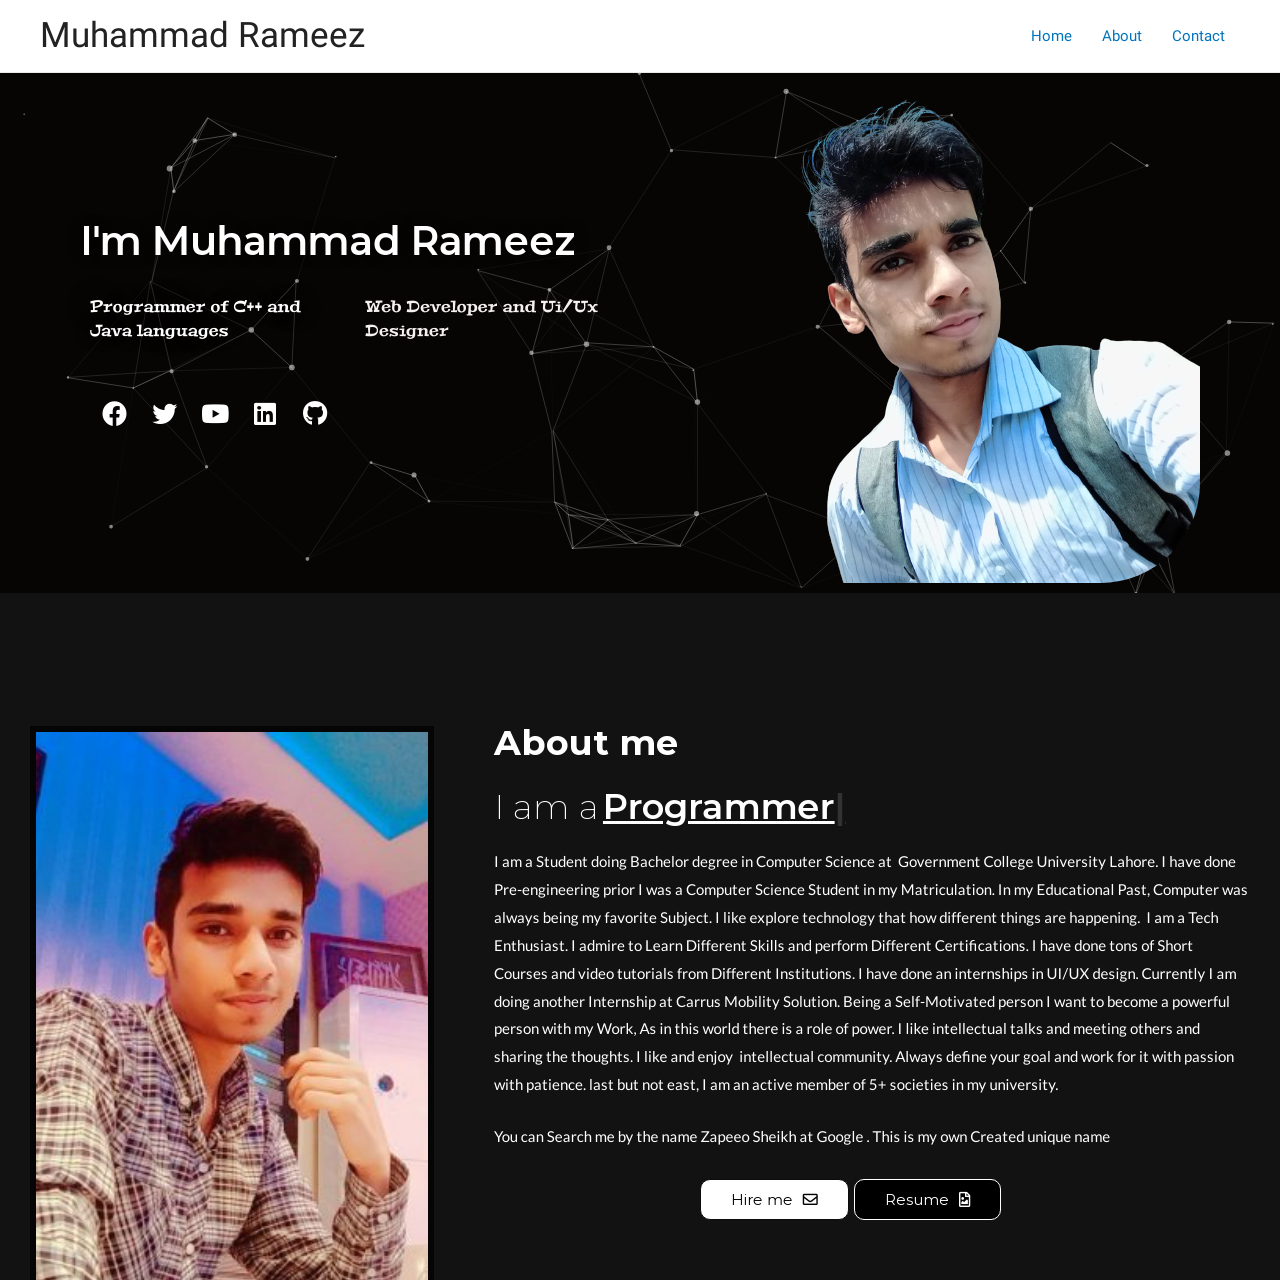 Muhammad Rameez
Home About Contact
I'm Muhammad Rameez
Programmer of C++ and
Java languages
Web Developer and Ui/Ux
Designer
About me
I am a Programmer
I am a Student doing Bachelor degree in Computer Science at  Government College University Lahore. I have done
Pre-engineering prior I was a Computer Science Student in my Matriculation. In my Educational Past, Computer was
always being my favorite Subject. I like explore technology that how different things are happening.  I am a Tech
Enthusiast. I admire to Learn Different Skills and perform Different Certifications. I have done tons of Short
Courses and video tutorials from Different Institutions. I have done an internships in UI/UX design. Currently I am
doing another Internship at Carrus Mobility Solution. Being a Self-Motivated person I want to become a powerful
person with my Work, As in this world there is a role of power. I like intellectual talks and meeting others and
sharing the thoughts. I like and enjoy  intellectual community. Always define your goal and work for it with passion
with patience. last but not east, I am an active member of 5+ societies in my university.
You can Search me by the name Zapeeo Sheikh at Google . This is my own Created unique name
Hire me
Resume